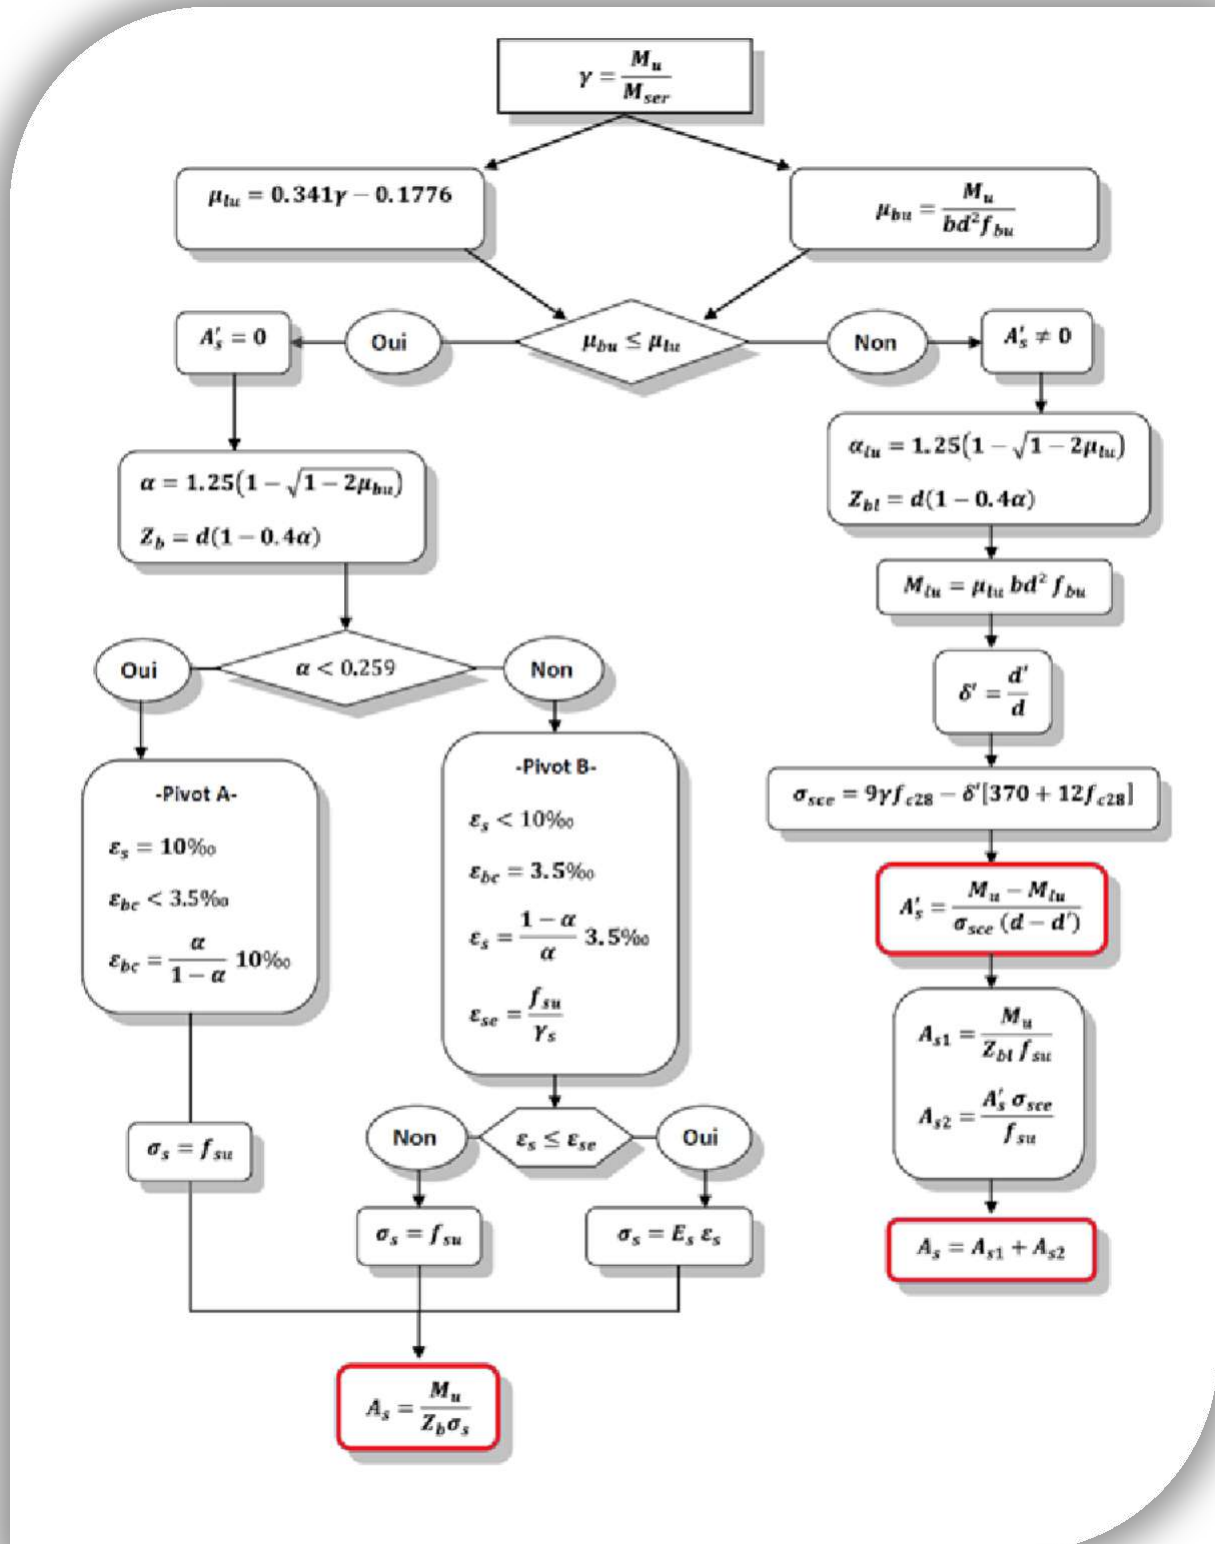 γ = M_u / M_ser
μ_lu = 0.341γ − 0.1776
μ_bu = M_u / bd² f_bu
A′_s = 0
Oui
μ_bu ≤ μ_lu
Non
A′_s ≠ 0
α = 1.25(1 − √(1 − 2μ_bu))
Z_b = d(1 − 0.4α)
α_lu = 1.25(1 − √(1 − 2μ_lu))
Z_bl = d(1 − 0.4α)
M_lu = μ_lu bd² f_bu
Oui
α < 0.259
Non
δ′ = d′ / d
-Pivot A-
ε_s = 10‰
ε_bc < 3.5‰
ε_bc = α / (1 − α) 10‰
-Pivot B-
ε_s < 10‰
ε_bc = 3.5‰
ε_s = (1 − α) / α 3.5‰
ε_se = f_su / γ_s
σ_sce = 9γf_c28 − δ′[370 + 12f_c28]
A′_s = (M_u − M_lu) / σ_sce (d − d′)
A_s1 = M_u / Z_bl f_su
A_s2 = A′_s σ_sce / f_su
σ_s = f_su
Non
ε_s ≤ ε_se
Oui
σ_s = f_su
σ_s = E_s ε_s
A_s = A_s1 + A_s2
A_s = M_u / Z_b σ_s